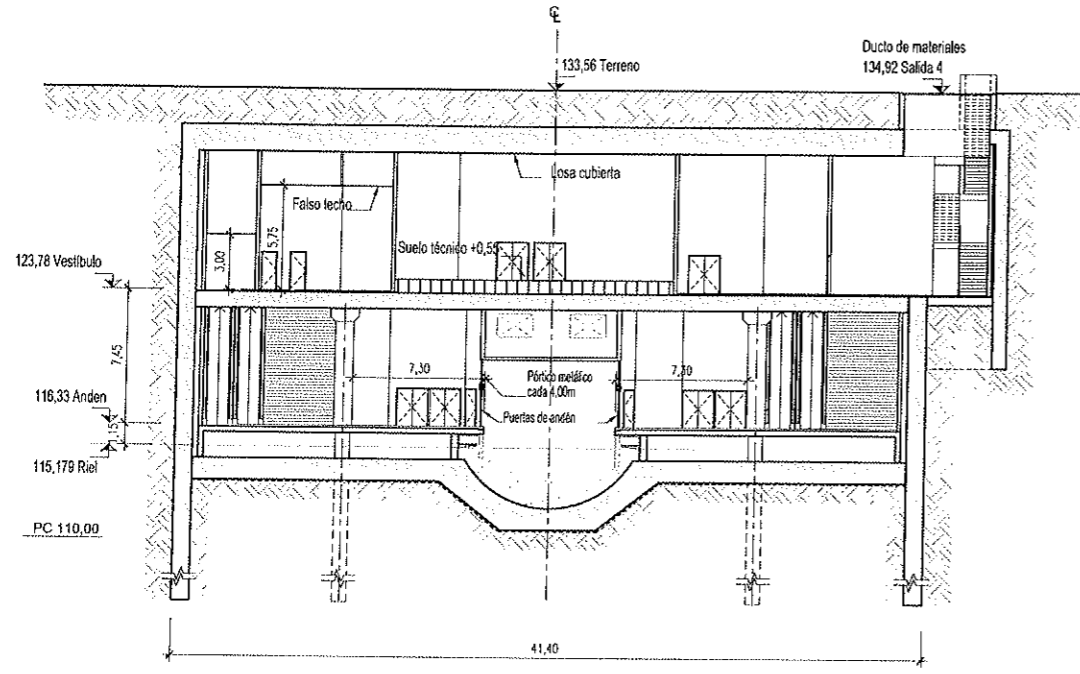 ℄
133,56 Terreno
Ducto de materiales
134,92 Salida 4
Losa cubierta
Falso techo
5,75
3,00
Suelo técnico +0,55
123,78 Vestíbulo
7,45
7,30
Pórtico metálico
cada 4,00m
7,30
116,33 Anden
Puertas de andén
1,15
115,179 Riel
PC 110,00
41,40